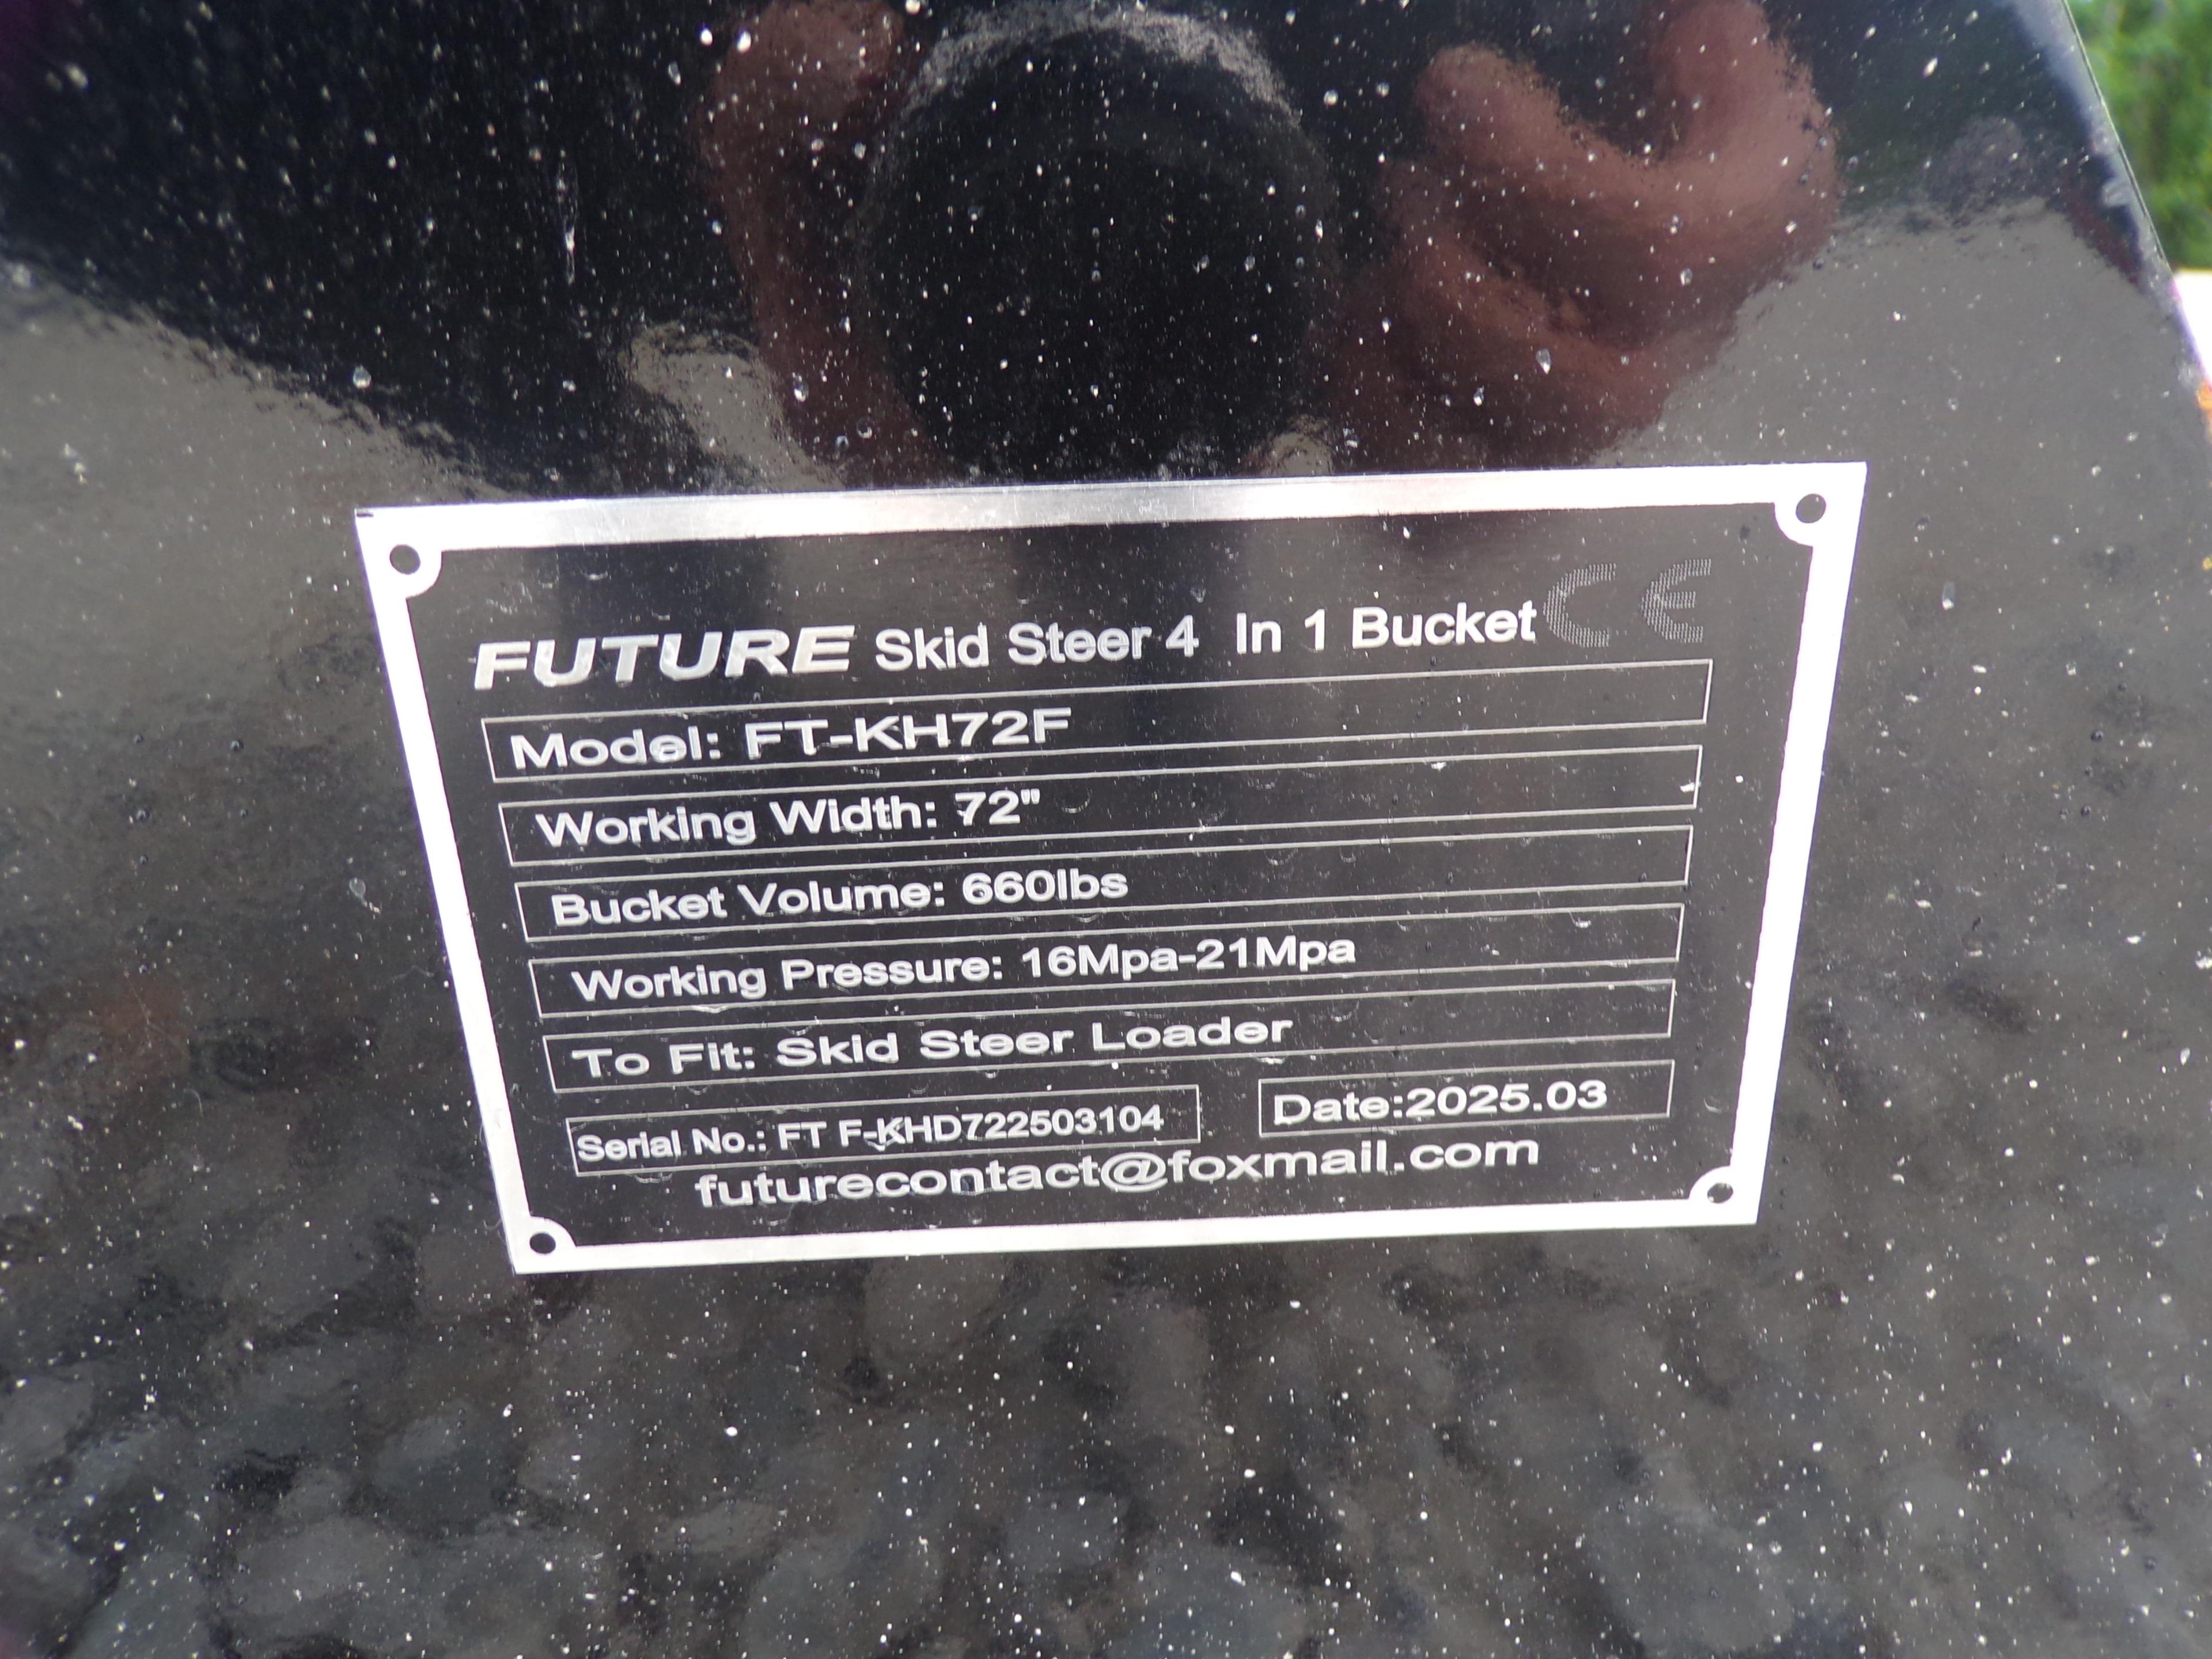 FUTURE Skid Steer 4 In 1 Bucket CE
Model: FT-KH72F
Working Width: 72"
Bucket Volume: 660lbs
Working Pressure: 16Mpa-21Mpa
To Fit: Skid Steer Loader
Serial No.: FT F-KHD722503104
Date:2025.03
futurecontact@foxmail.com